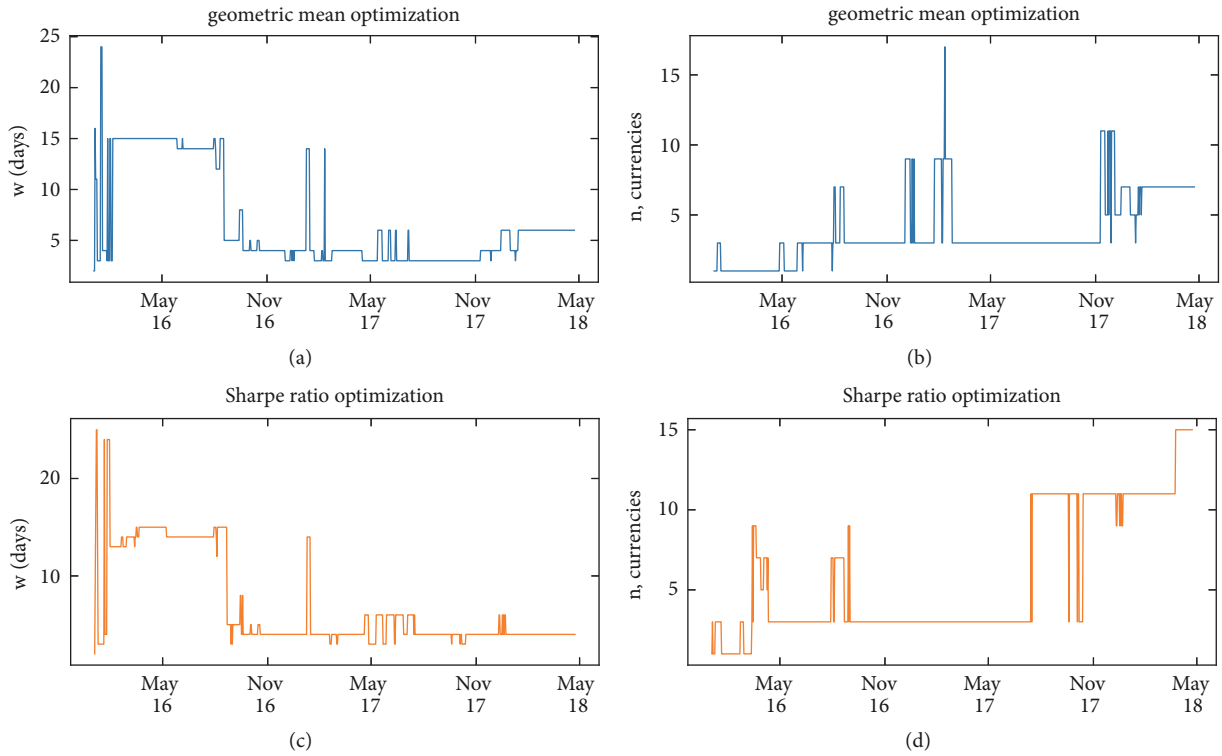 geometric mean optimization
25
20
15
10
5
w (days)
May
16
Nov
16
May
17
Nov
17
May
18
(a)
geometric mean optimization
15
10
5
n, currencies
May
16
Nov
16
May
17
Nov
17
May
18
(b)
Sharpe ratio optimization
20
10
w (days)
May
16
Nov
16
May
17
Nov
17
May
18
(c)
Sharpe ratio optimization
15
10
5
n, currencies
May
16
Nov
16
May
17
Nov
17
May
18
(d)